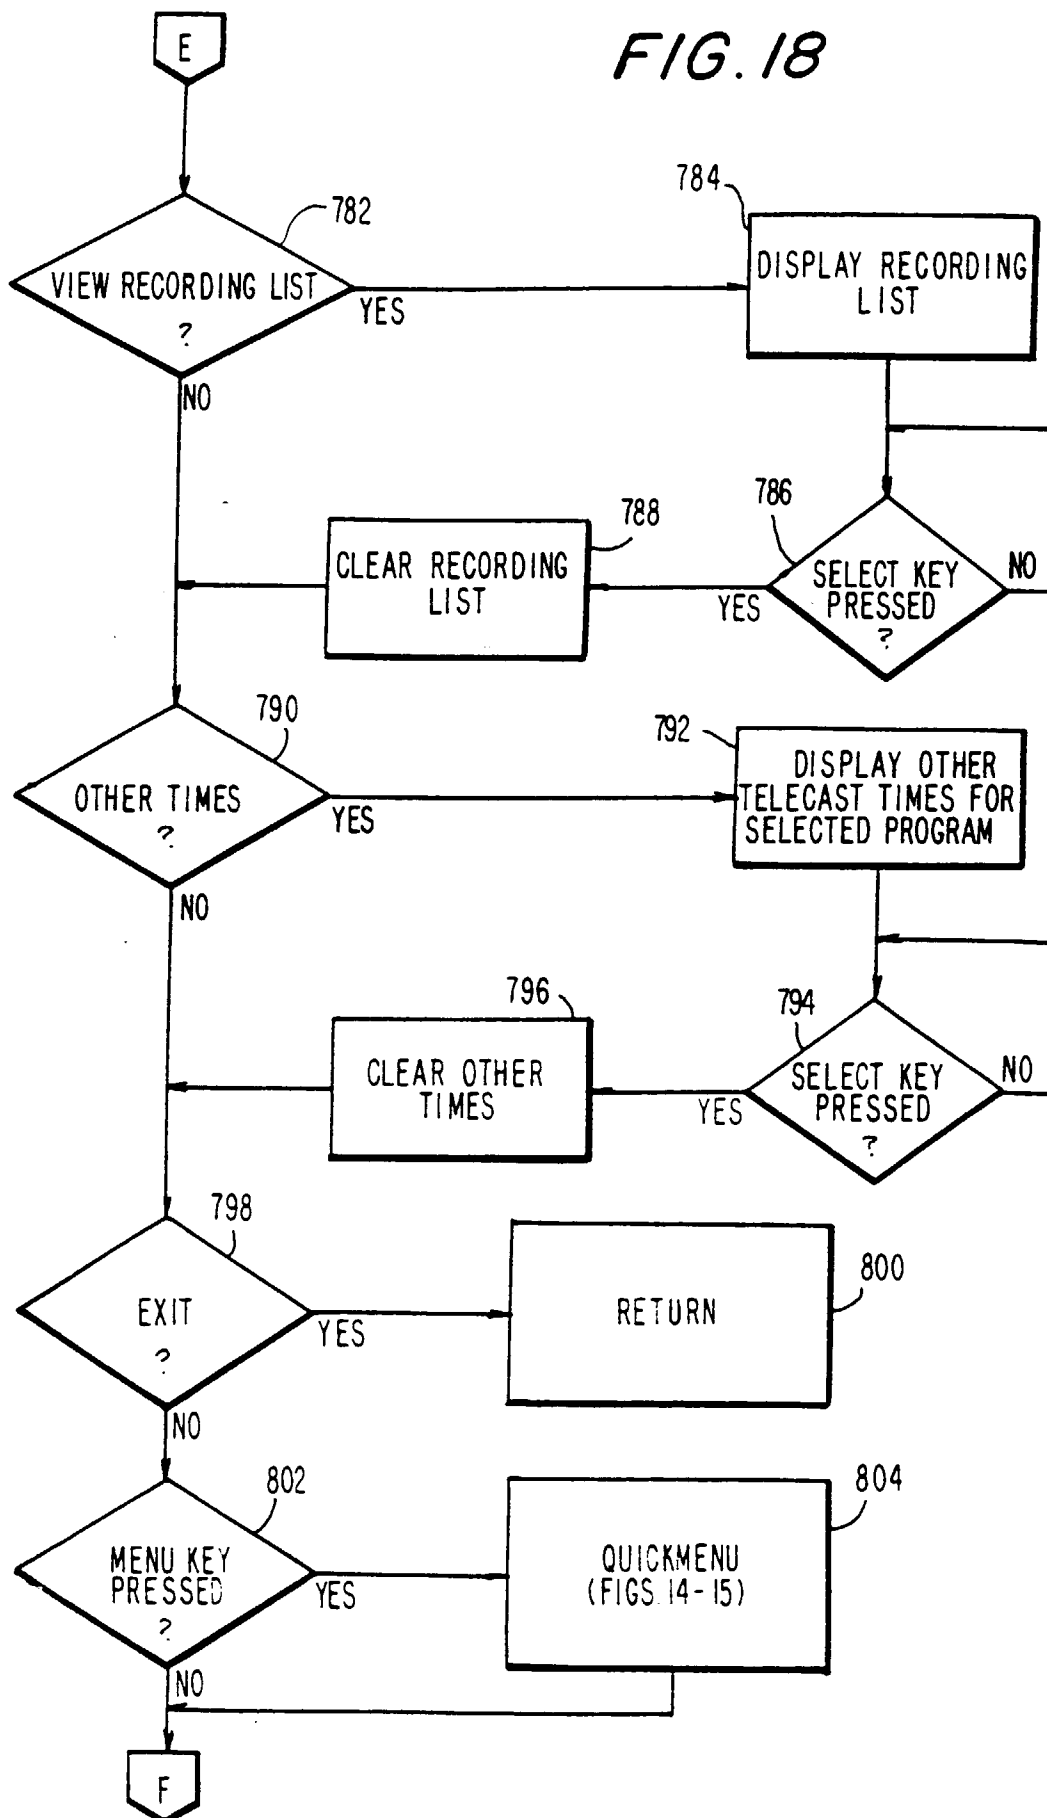 E
FIG. 18
782
784
VIEW RECORDING LIST
?
YES
DISPLAY RECORDING
LIST
NO
786
788
CLEAR RECORDING
LIST
YES
SELECT KEY
PRESSED
?
NO
790
792
OTHER TIMES
?
YES
DISPLAY OTHER
TELECAST TIMES FOR
SELECTED PROGRAM
NO
794
796
CLEAR OTHER
TIMES
YES
SELECT KEY
PRESSED
?
NO
798
EXIT
?
YES
RETURN
800
NO
802
MENU KEY
PRESSED
?
YES
QUICKMENU
(FIGS. 14-15)
804
NO
F